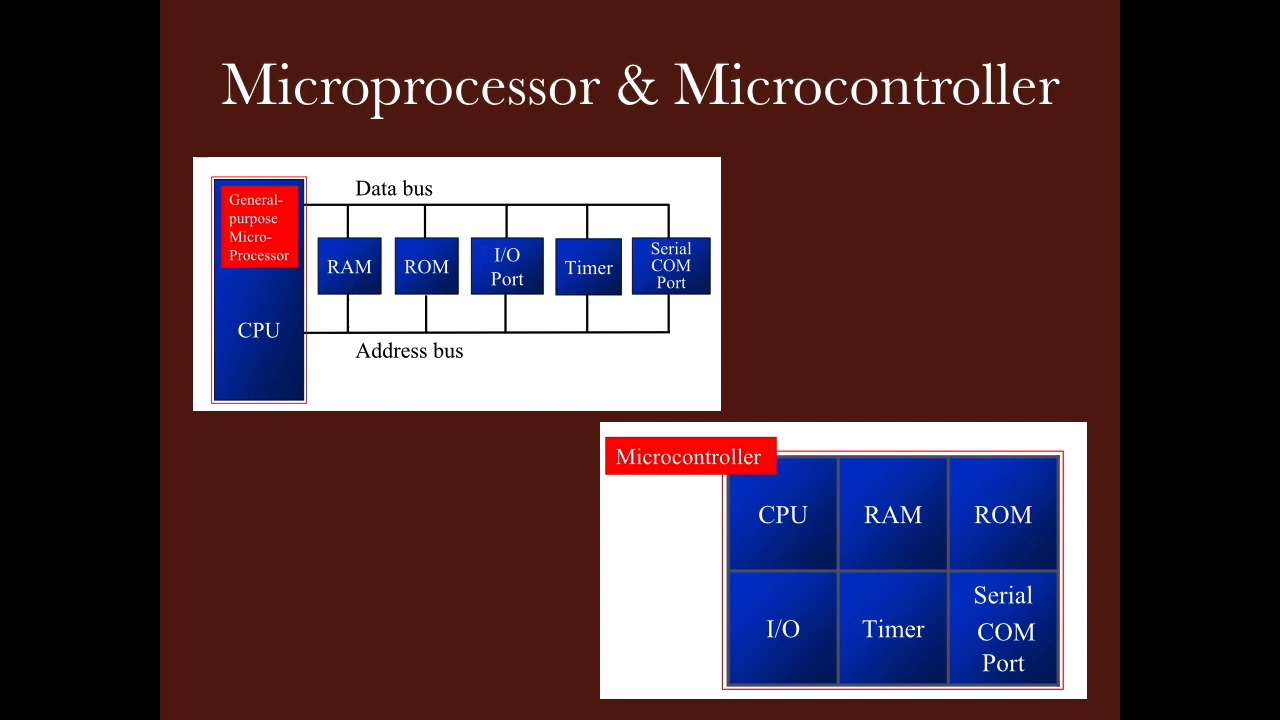 Microprocessor & Microcontroller
Data bus
General-
purpose
Micro-
Processor
CPU
RAM
ROM
I/O
Port
Timer
Serial
COM
Port
Address bus
Microcontroller
CPU
RAM
ROM
I/O
Timer
Serial
COM
Port